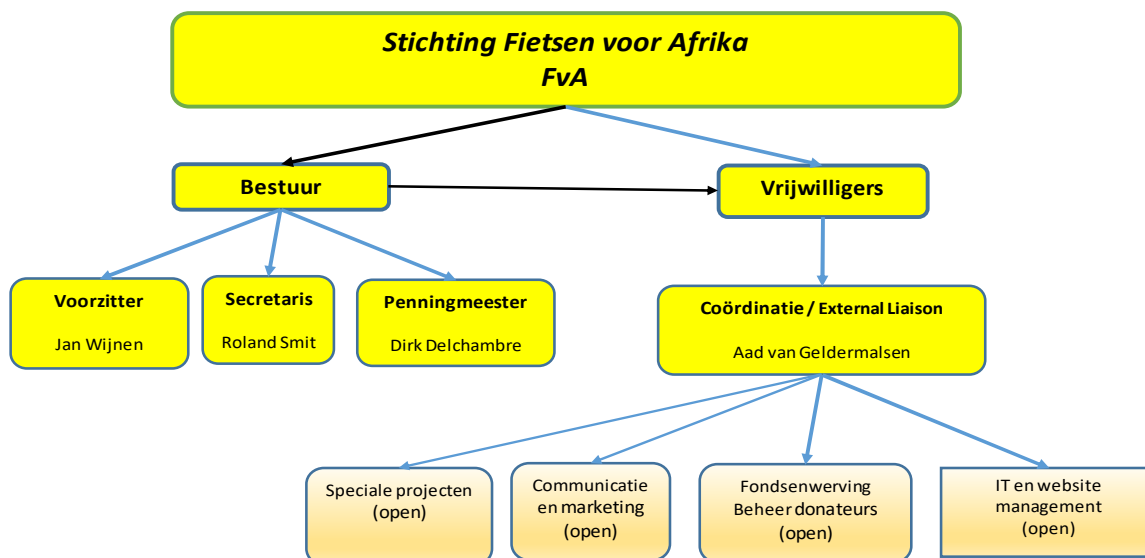 Stichting Fietsen voor Afrika
FvA
Bestuur
Vrijwilligers
Voorzitter
Jan Wijnen
Secretaris
Roland Smit
Penningmeester
Dirk Delchambre
Coördinatie / External Liaison
Aad van Geldermalsen
Speciale projecten
(open)
Communicatie
en marketing
(open)
Fondsenwerving
Beheer donateurs
(open)
IT en website
management
(open)